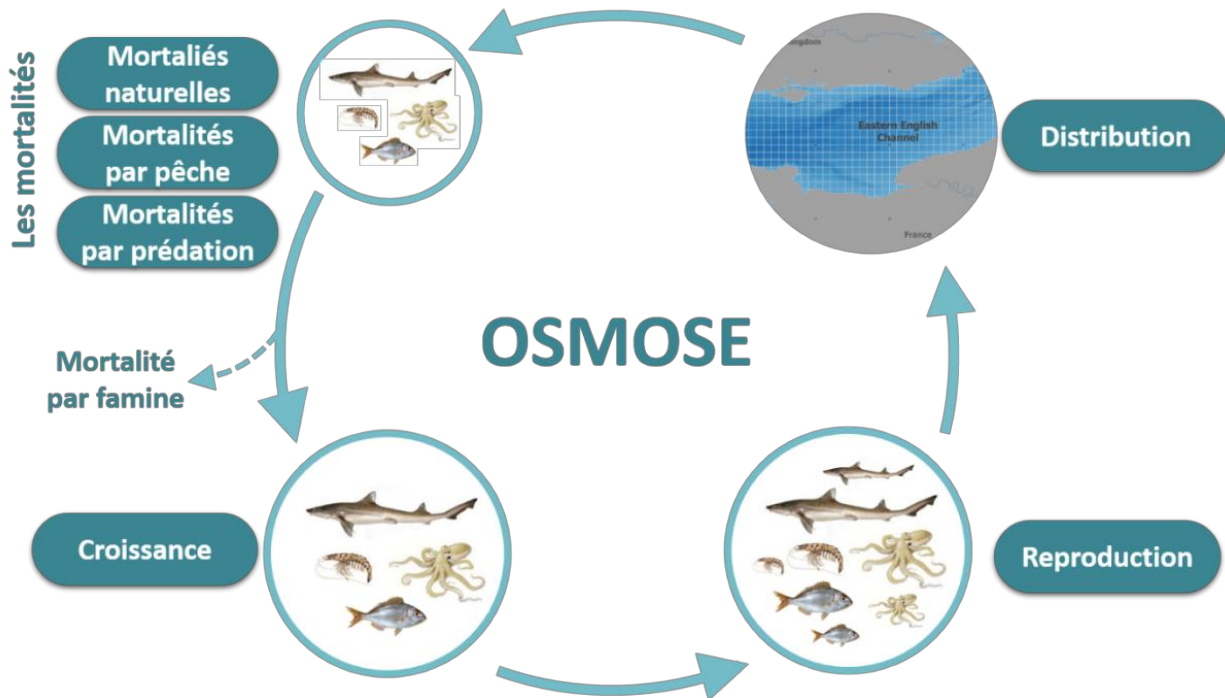 Les mortalités
Mortaliés
naturelles
Mortalités
par pêche
Mortalités
par prédation
Mortalité
par famine
OSMOSE
Eastern English
Channel
France
Distribution
Croissance
Reproduction